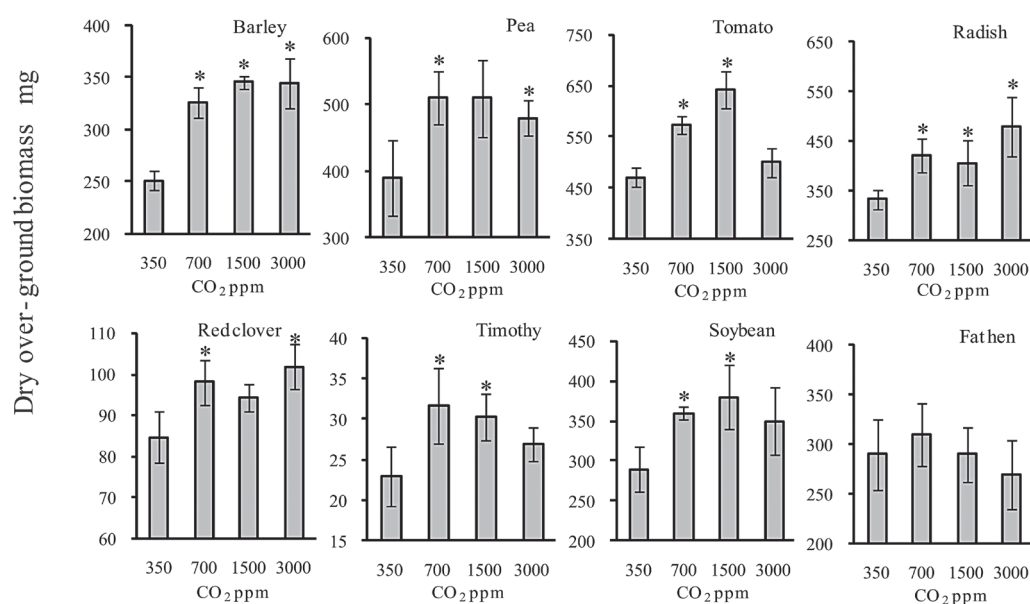 Dry over-ground biomass mg
Barley
400
350
300
250
200
*
*
*
350 700 1500 3000
CO2 ppm
Pea
600
500
400
300
*
*
350 700 1500 3000
CO2 ppm
Tomato
750
650
550
450
350
*
*
350 700 1500 3000
CO2 ppm
Radish
650
550
450
350
250
*
*
*
350 700 1500 3000
CO2 ppm
Red clover
110
100
90
80
70
60
*
*
350 700 1500 3000
CO2 ppm
Timothy
40
35
30
25
20
15
*
*
350 700 1500 3000
CO2 ppm
Soybean
450
400
350
300
250
200
*
*
350 700 1500 3000
CO2 ppm
Fat hen
400
350
300
250
200
350 700 1500 3000
CO2 ppm